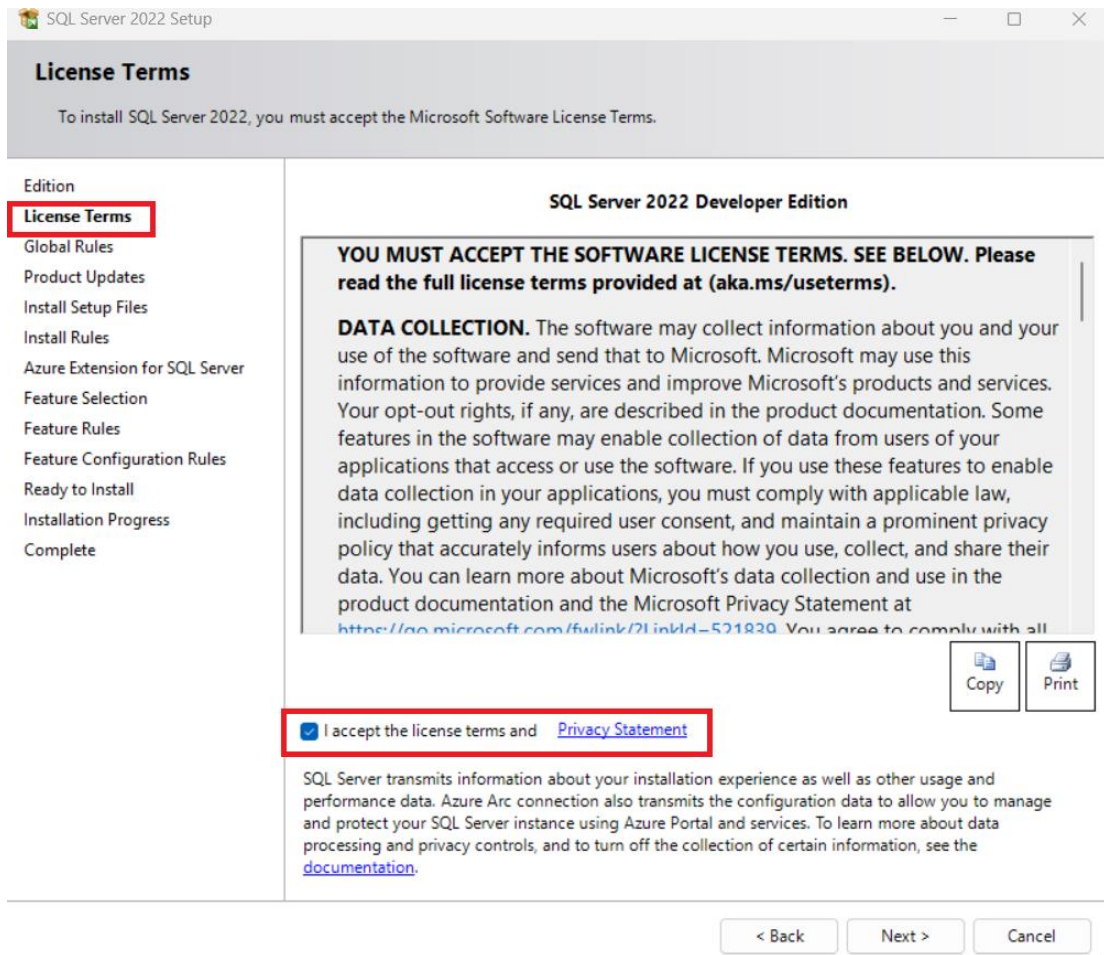 SQL Server 2022 Setup
License Terms
To install SQL Server 2022, you must accept the Microsoft Software License Terms.
Edition
License Terms
Global Rules
Product Updates
Install Setup Files
Install Rules
Azure Extension for SQL Server
Feature Selection
Feature Rules
Feature Configuration Rules
Ready to Install
Installation Progress
Complete
SQL Server 2022 Developer Edition
YOU MUST ACCEPT THE SOFTWARE LICENSE TERMS. SEE BELOW. Please
read the full license terms provided at (aka.ms/useterms).
DATA COLLECTION. The software may collect information about you and your
use of the software and send that to Microsoft. Microsoft may use this
information to provide services and improve Microsoft's products and services.
Your opt-out rights, if any, are described in the product documentation. Some
features in the software may enable collection of data from users of your
applications that access or use the software. If you use these features to enable
data collection in your applications, you must comply with applicable law,
including getting any required user consent, and maintain a prominent privacy
policy that accurately informs users about how you use, collect, and share their
data. You can learn more about Microsoft's data collection and use in the
product documentation and the Microsoft Privacy Statement at
https://go.microsoft.com/fwlink/?LinkId=521839. You agree to comply with all
Copy
Print
I accept the license terms and Privacy Statement
SQL Server transmits information about your installation experience as well as other usage and
performance data. Azure Arc connection also transmits the configuration data to allow you to manage
and protect your SQL Server instance using Azure Portal and services. To learn more about data
processing and privacy controls, and to turn off the collection of certain information, see the
documentation.
< Back
Next >
Cancel